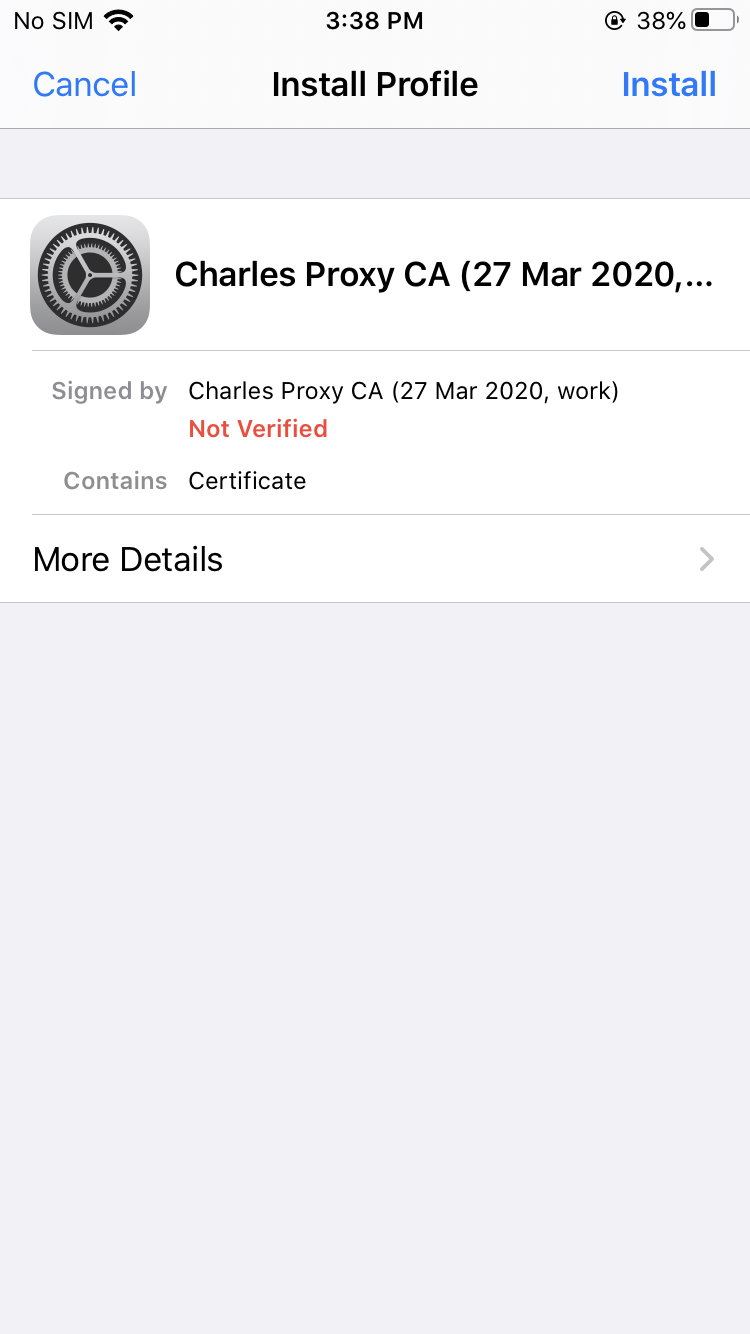 No SIM 3:38 PM 38%
Cancel Install Profile Install
Charles Proxy CA (27 Mar 2020,...
Signed by Charles Proxy CA (27 Mar 2020, work)
Not Verified
Contains Certificate
More Details